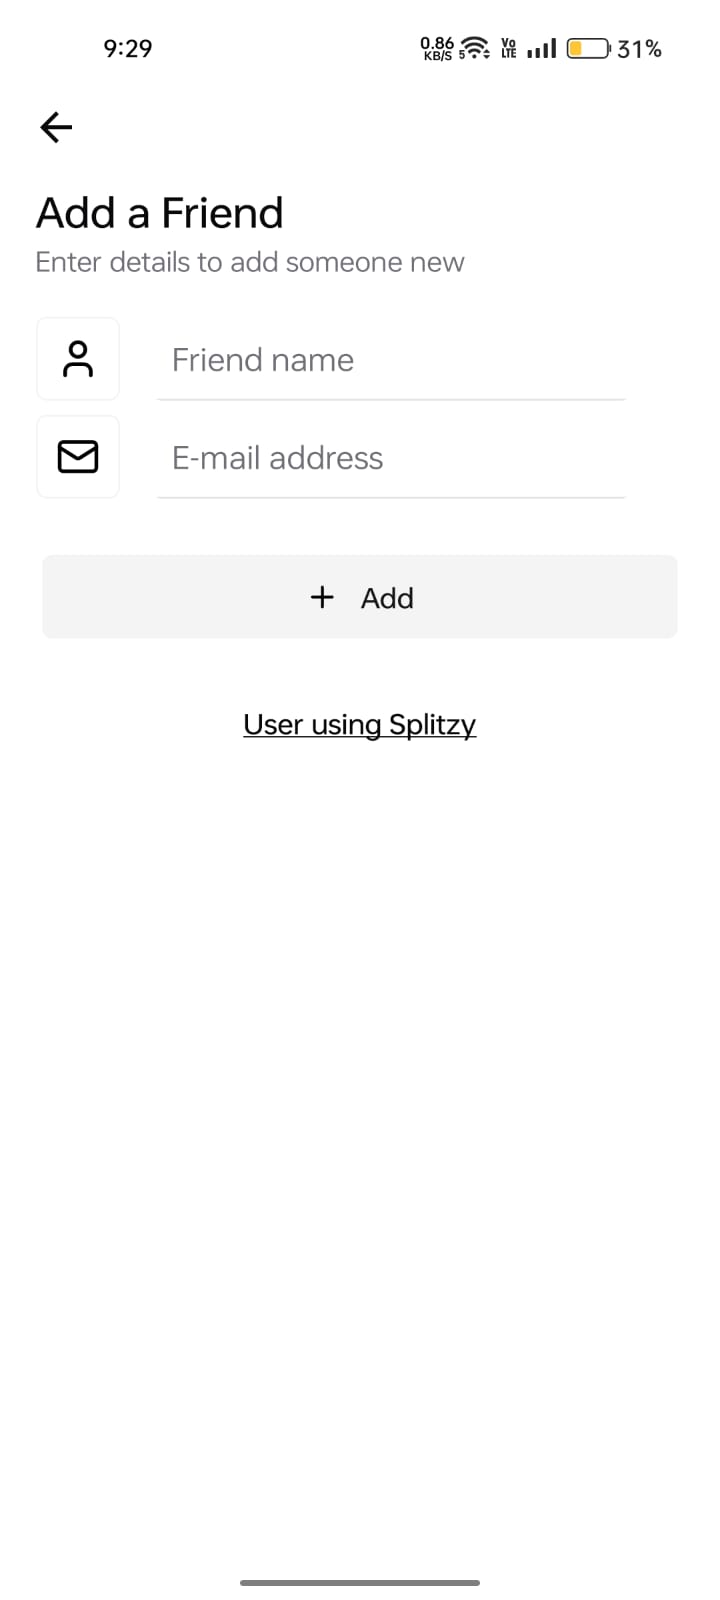 9:29
0.86
KB/S
5
Vo
LTE
31%
Add a Friend
Enter details to add someone new
Friend name
E-mail address
+ Add
User using Splitzy